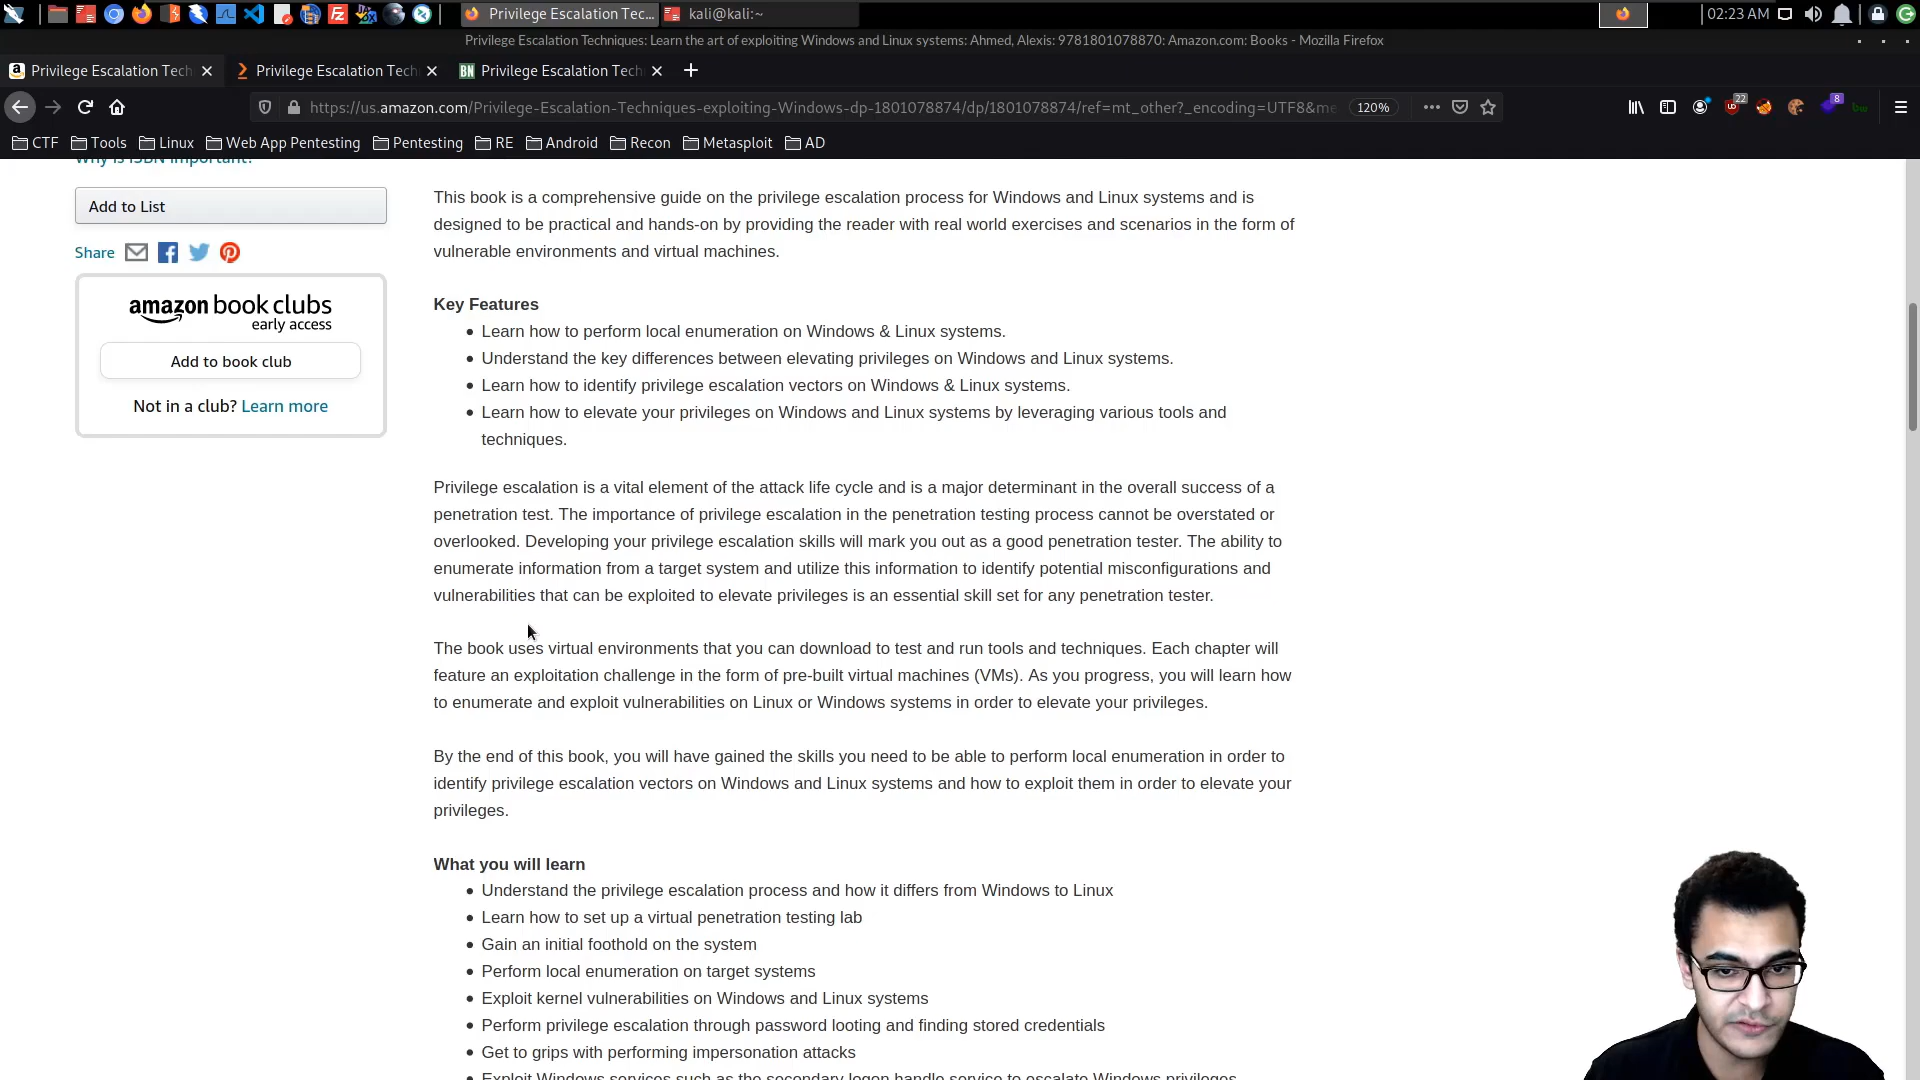 Privilege Escalation Tec...
kali@kali:~
02:23 AM
Privilege Escalation Techniques: Learn the art of exploiting Windows and Linux systems: Ahmed, Alexis: 9781801078870: Amazon.com: Books - Mozilla Firefox
Privilege Escalation Tech
Privilege Escalation Tech
BN Privilege Escalation Tech
https://us.amazon.com/Privilege-Escalation-Techniques-exploiting-Windows-dp-1801078874/dp/1801078874/ref=mt_other?_encoding=UTF8&me
120%
22
8
CTF
Tools
Linux
Web App Pentesting
Pentesting
RE
Android
Recon
Metasploit
AD
Why is ISBN important?
Add to List
Share
amazon book clubs
early access
Add to book club
Not in a club? Learn more
This book is a comprehensive guide on the privilege escalation process for Windows and Linux systems and is
designed to be practical and hands-on by providing the reader with real world exercises and scenarios in the form of
vulnerable environments and virtual machines.
Key Features
• Learn how to perform local enumeration on Windows & Linux systems.
• Understand the key differences between elevating privileges on Windows and Linux systems.
• Learn how to identify privilege escalation vectors on Windows & Linux systems.
• Learn how to elevate your privileges on Windows and Linux systems by leveraging various tools and
techniques.
Privilege escalation is a vital element of the attack life cycle and is a major determinant in the overall success of a
penetration test. The importance of privilege escalation in the penetration testing process cannot be overstated or
overlooked. Developing your privilege escalation skills will mark you out as a good penetration tester. The ability to
enumerate information from a target system and utilize this information to identify potential misconfigurations and
vulnerabilities that can be exploited to elevate privileges is an essential skill set for any penetration tester.
The book uses virtual environments that you can download to test and run tools and techniques. Each chapter will
feature an exploitation challenge in the form of pre-built virtual machines (VMs). As you progress, you will learn how
to enumerate and exploit vulnerabilities on Linux or Windows systems in order to elevate your privileges.
By the end of this book, you will have gained the skills you need to be able to perform local enumeration in order to
identify privilege escalation vectors on Windows and Linux systems and how to exploit them in order to elevate your
privileges.
What you will learn
• Understand the privilege escalation process and how it differs from Windows to Linux
• Learn how to set up a virtual penetration testing lab
• Gain an initial foothold on the system
• Perform local enumeration on target systems
• Exploit kernel vulnerabilities on Windows and Linux systems
• Perform privilege escalation through password looting and finding stored credentials
• Get to grips with performing impersonation attacks
• Exploit Windows services such as the secondary logon handle service to escalate Windows privileges